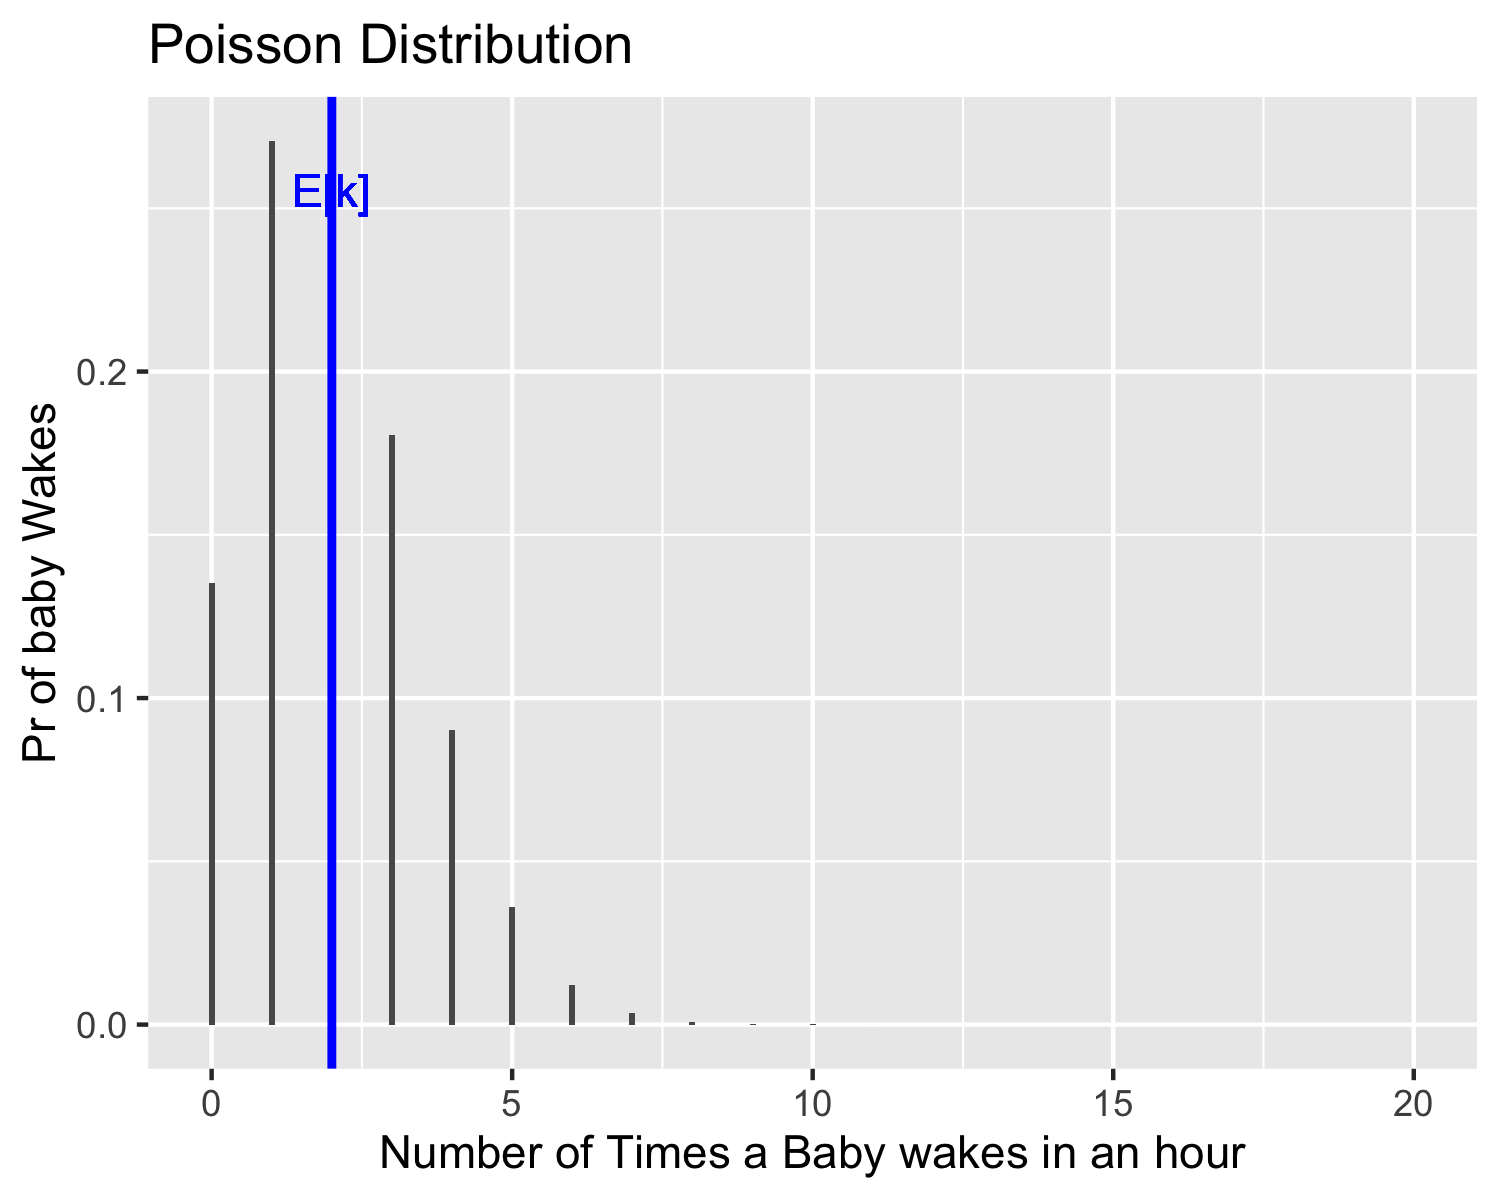 Poisson Distribution
E[k]
Pr of baby Wakes
0.2
0.1
0.0
0 5 10 15 20
Number of Times a Baby wakes in an hour